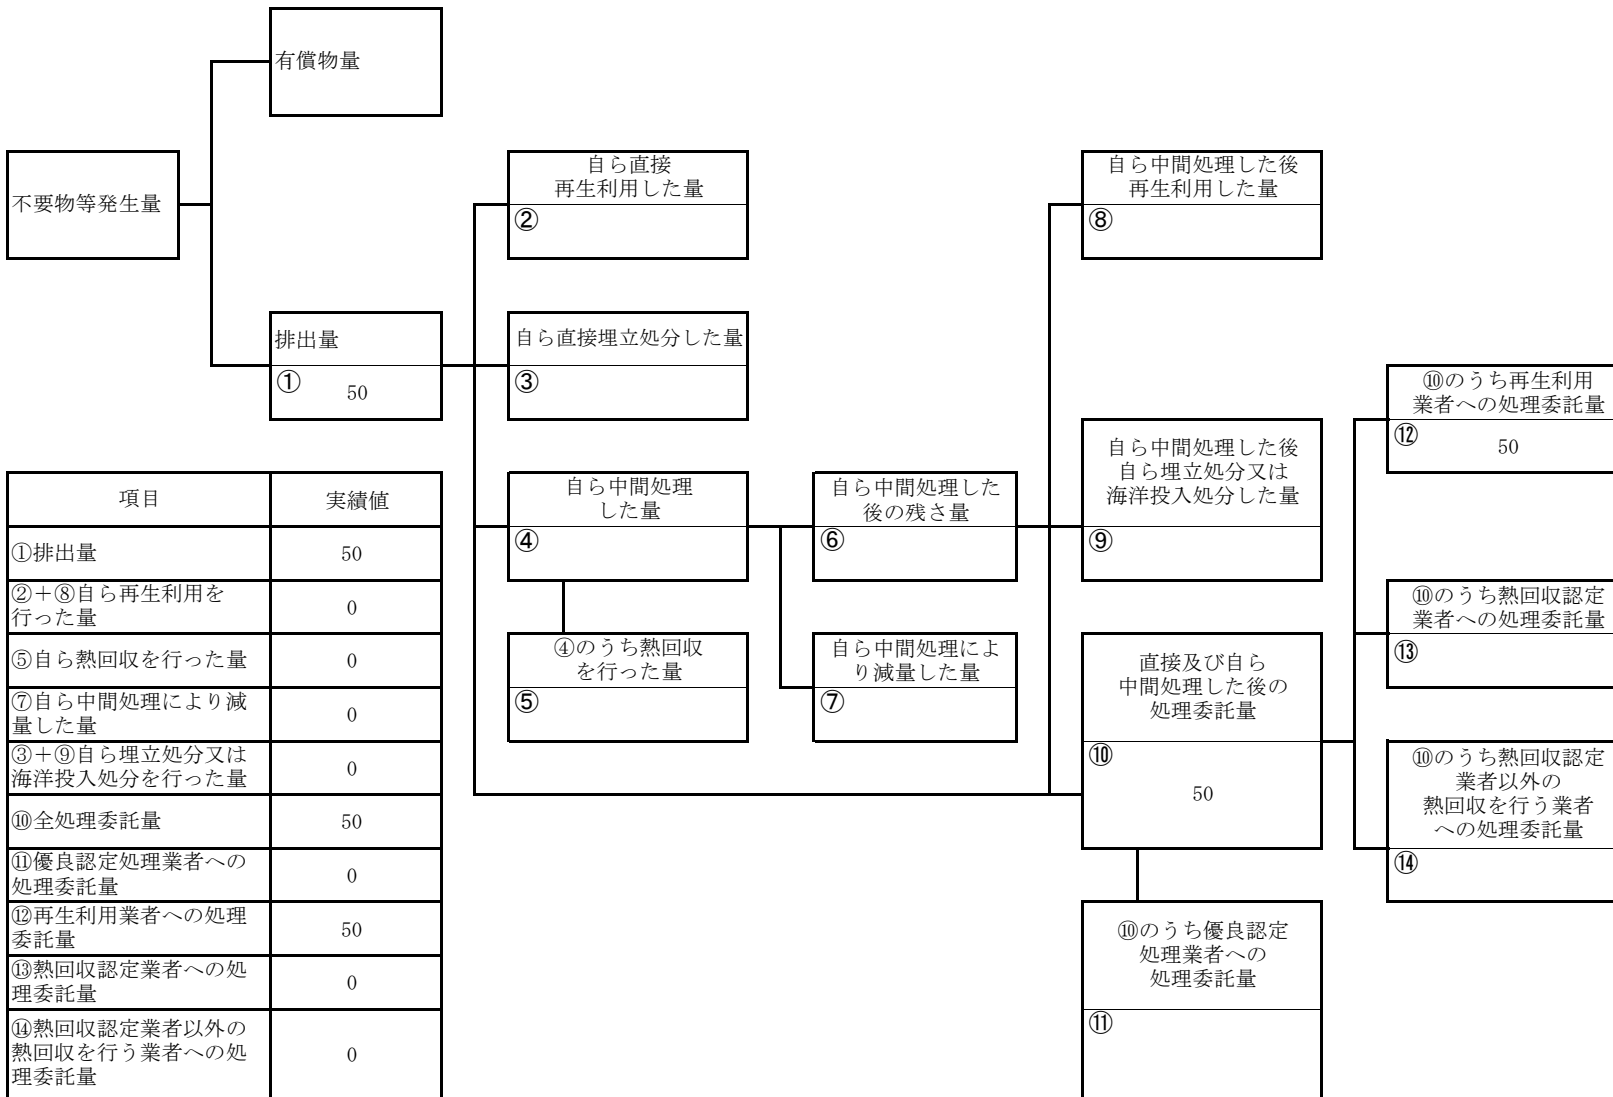 有償物量
不要物等発生量
自ら直接
再生利用した量
②
自ら中間処理した後
再生利用した量
⑧
排出量
①
50
自ら直接埋立処分した量
③
⑩のうち再生利用
業者への処理委託量
⑫
50
自ら中間処理
した量
④
自ら中間処理した
後の残さ量
⑥
自ら中間処理した後
自ら埋立処分又は
海洋投入処分した量
⑨
④のうち熱回収
を行った量
⑤
自ら中間処理によ
り減量した量
⑦
直接及び自ら
中間処理した後の
処理委託量
⑩
50
⑩のうち熱回収認定
業者への処理委託量
⑬
⑩のうち熱回収認定
業者以外の
熱回収を行う業者
への処理委託量
⑭
⑩のうち優良認定
処理業者への
処理委託量
⑪
項目
実績値
①排出量
50
②+⑧自ら再生利用を
行った量
0
⑤自ら熱回収を行った量
0
⑦自ら中間処理により減
量した量
0
③+⑨自ら埋立処分又は
海洋投入処分を行った量
0
⑩全処理委託量
50
⑪優良認定処理業者への
処理委託量
0
⑫再生利用業者への処理
委託量
50
⑬熱回収認定業者への処
理委託量
0
⑭熱回収認定業者以外の
熱回収を行う業者への処
理委託量
0